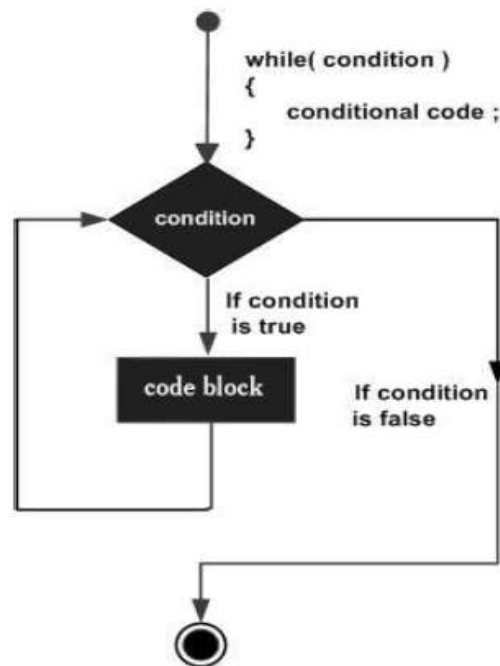 while( condition )
{
conditional code ;
}
condition
If condition
is true
code block
If condition
is false